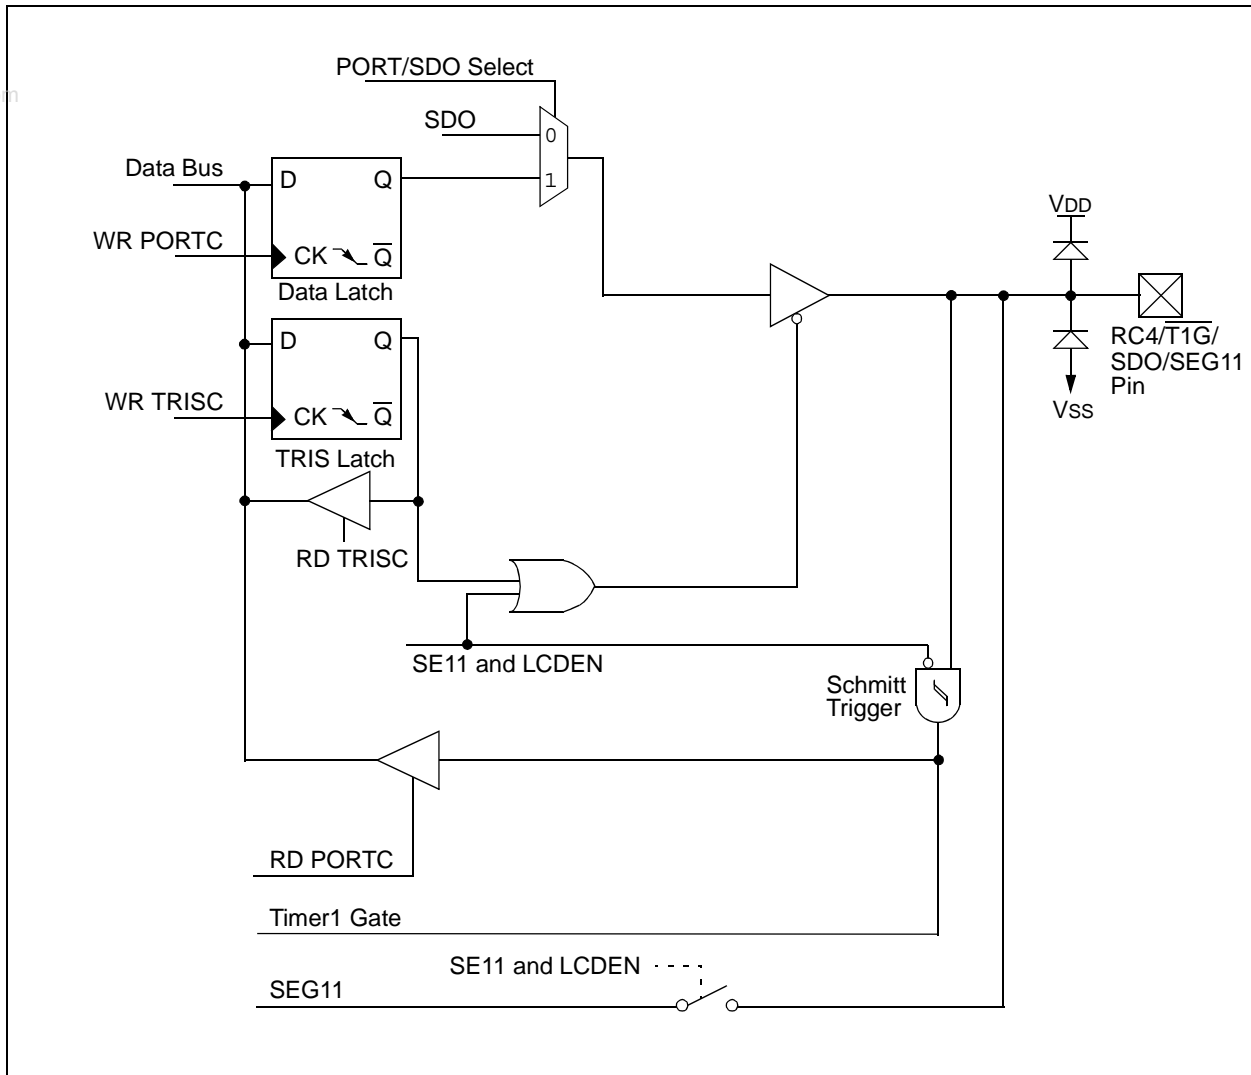 PORT/SDO Select
m
SDO
0
Data Bus
D
Q
1
WR PORTC
CK
Q̅
Data Latch
VDD
D
Q
RC4/T̅1̅G̅/
SDO/SEG11
Pin
WR TRISC
CK
Q̅
VSS
TRIS Latch
RD TRISC
SE11 and LCDEN
Schmitt
Trigger
RD PORTC
Timer1 Gate
SE11 and LCDEN
SEG11